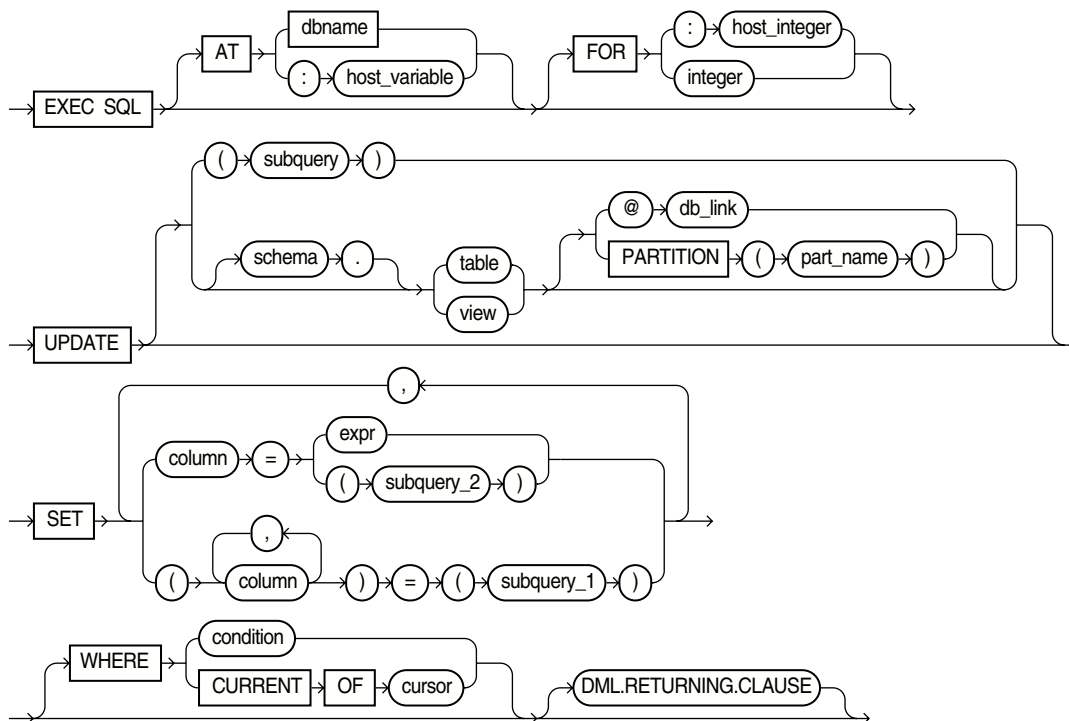 AT dbname FOR : host_integer
: host_variable integer
EXEC SQL
( subquery )
@ db_link
schema . table PARTITION ( part_name )
view
UPDATE
,
column = expr
( subquery_2 )
SET
,
( column ) = ( subquery_1 )
WHERE condition
CURRENT OF cursor DML.RETURNING.CLAUSE